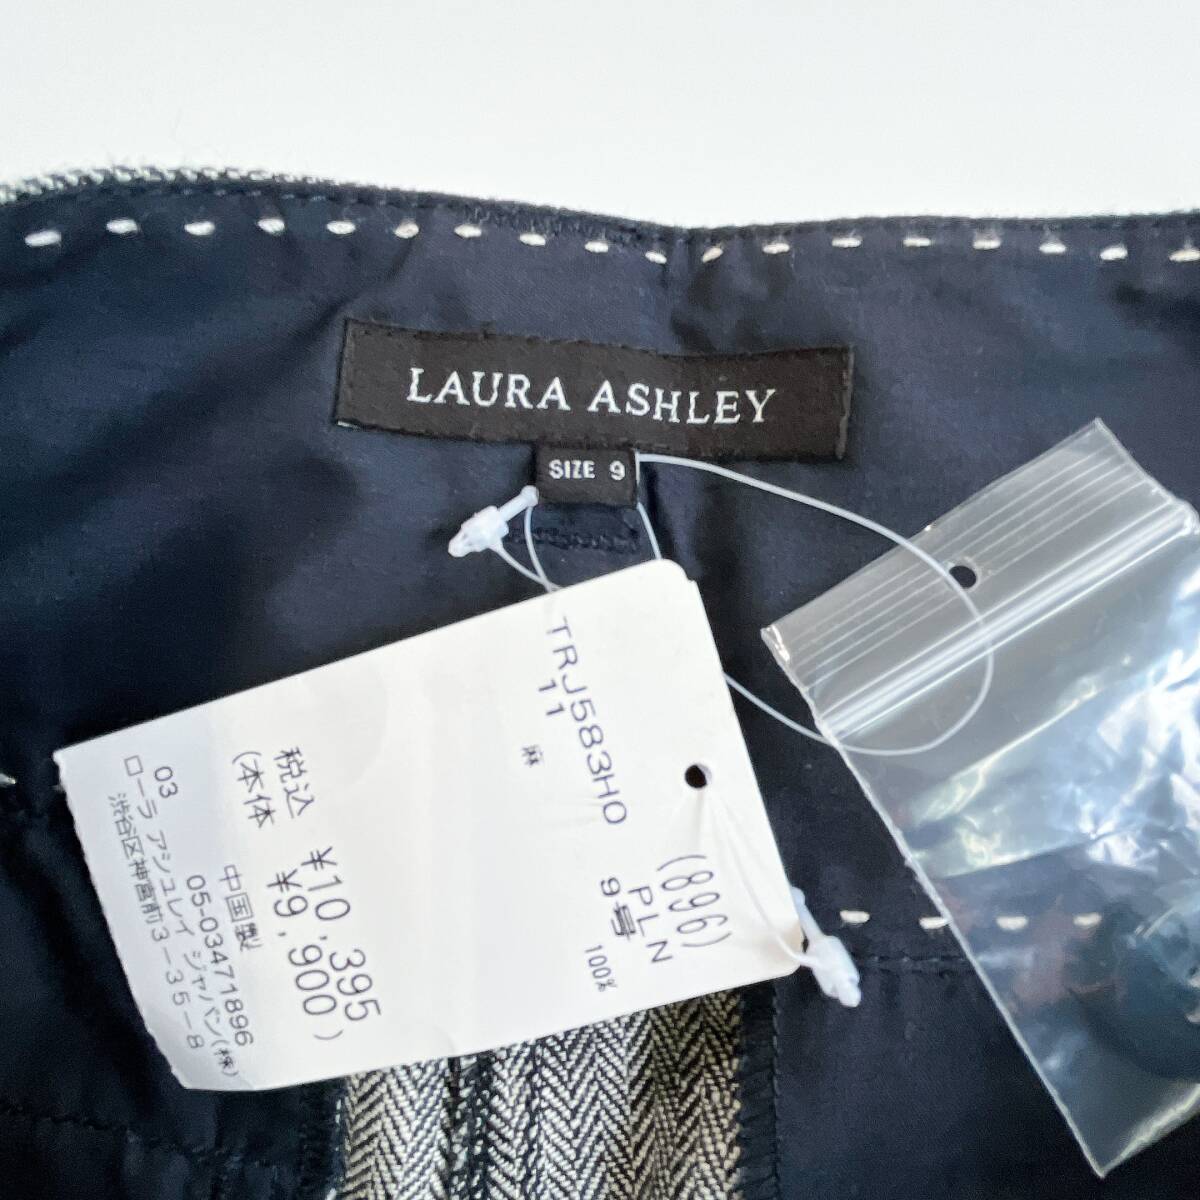 LAURA ASHLEY
SIZE 9
TRJ583H0 (896)
11 PLN
麻 9号 100%
税込 ¥10,395
(本体 ¥9,900)
中国製
03 05-03471896
ローラ アシュレイ ジャパン(株)
渋谷区神宮前3-35-8